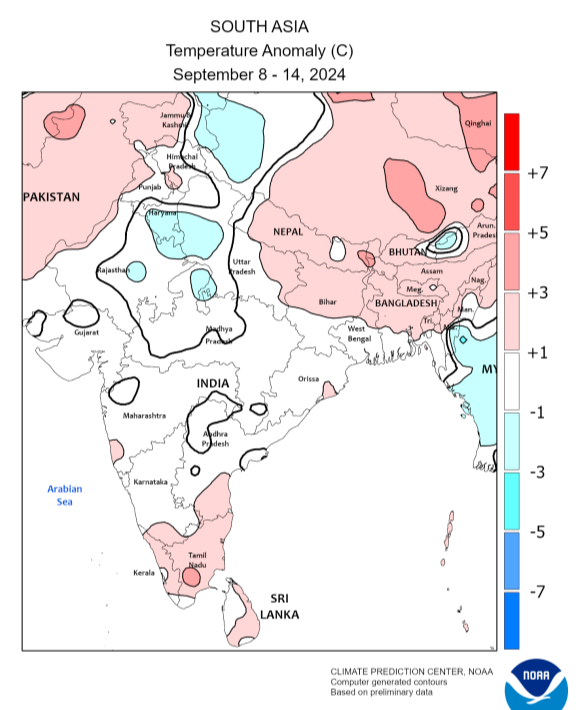 SOUTH ASIA
Temperature Anomaly (C)
September 8 - 14, 2024
Jammu &
Kashmir
Qinghai
Himachal
Pradesh
Punjab
Xizang
PAKISTAN
Haryana
Arun.
Prades
NEPAL
BHUTAN
Uttar
Pradesh
Rajasthan
Assam
Nag.
Meg.
Bihar
BANGLADESH
Man.
Tri.
West
Bengal
Gujarat
Madhya
Pradesh
MY
INDIA
Orissa
Maharashtra
Andhra
Pradesh
Karnataka
Arabian
Sea
Tamil
Nadu
Kerala
SRI
LANKA
+7
+5
+3
+1
-1
-3
-5
-7
CLIMATE PREDICTION CENTER, NOAA
Computer generated contours
Based on preliminary data
NOAA